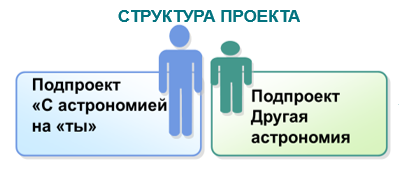 СТРУКТУРА ПРОЕКТА
Подпроект
«С астрономией
на «ты»
Подпроект
Другая
астрономия